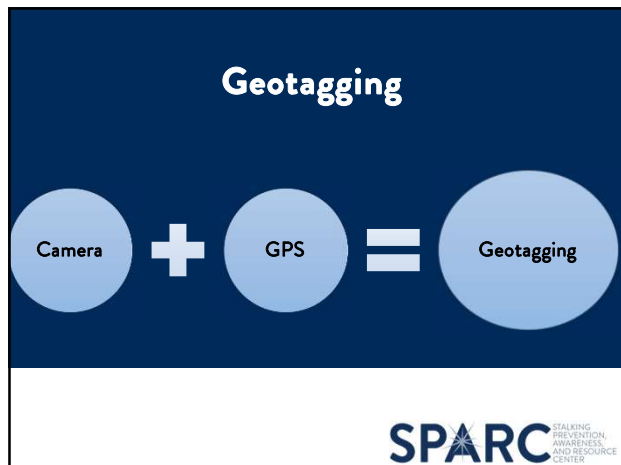 Geotagging
Camera + GPS = Geotagging
SPARC
STALKING
PREVENTION,
AWARENESS,
AND RESOURCE
CENTER